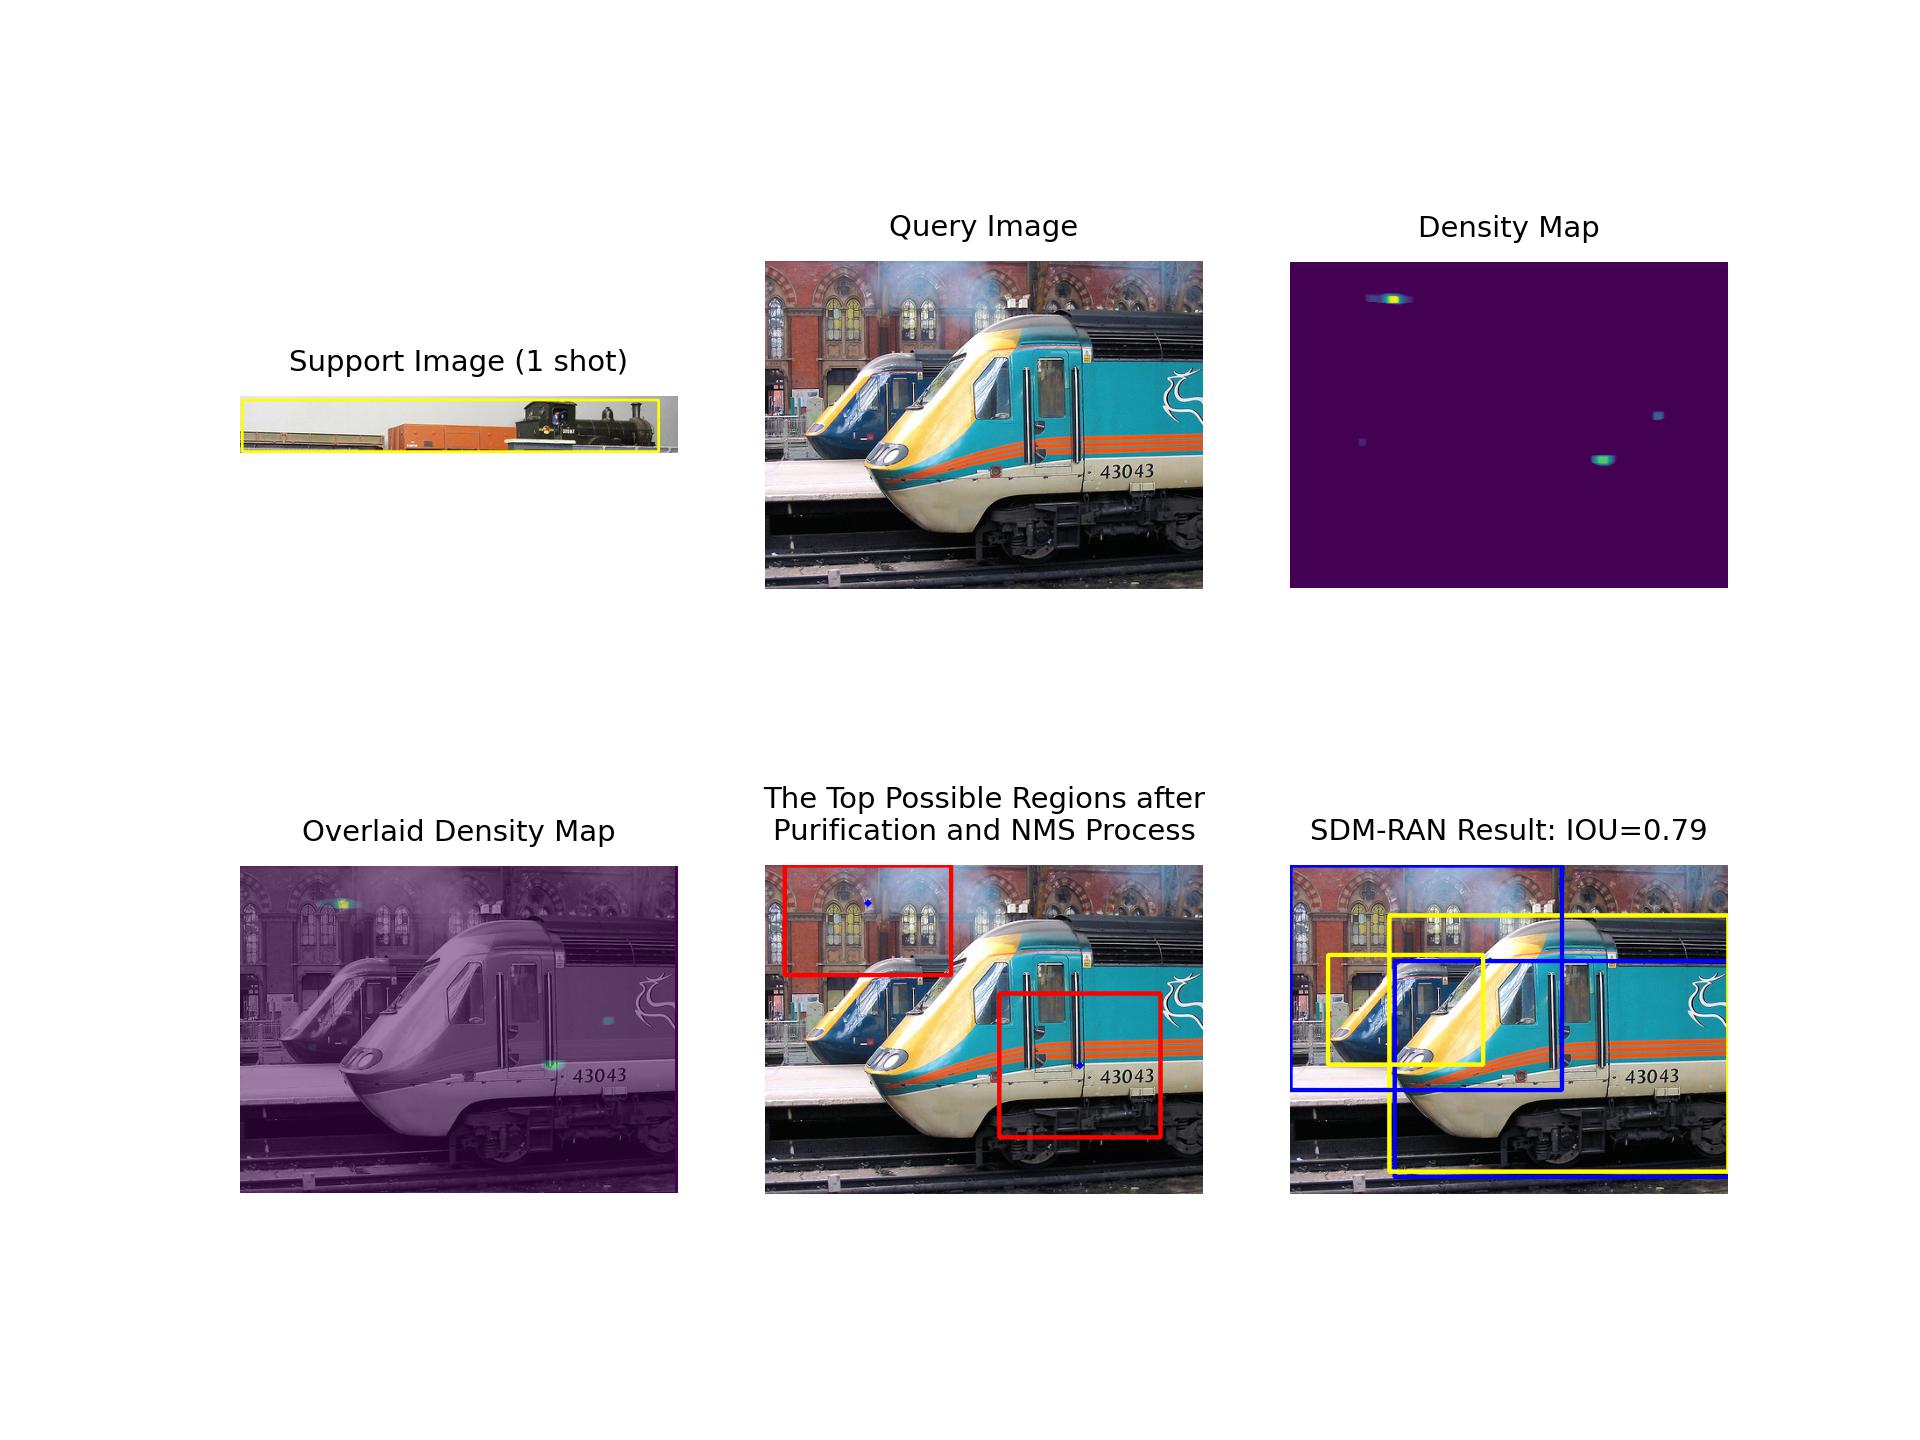 Query Image
Density Map
Support Image (1 shot)
43043
Overlaid Density Map
The Top Possible Regions after
Purification and NMS Process
SDM-RAN Result: IOU=0.79
43043
43043
43043